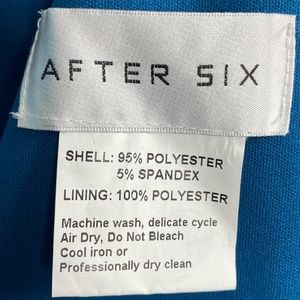 AFTER SIX
SHELL: 95% POLYESTER
5% SPANDEX
LINING: 100% POLYESTER
Machine wash, delicate cycle
Air Dry, Do Not Bleach
Cool iron or
Professionally dry clean